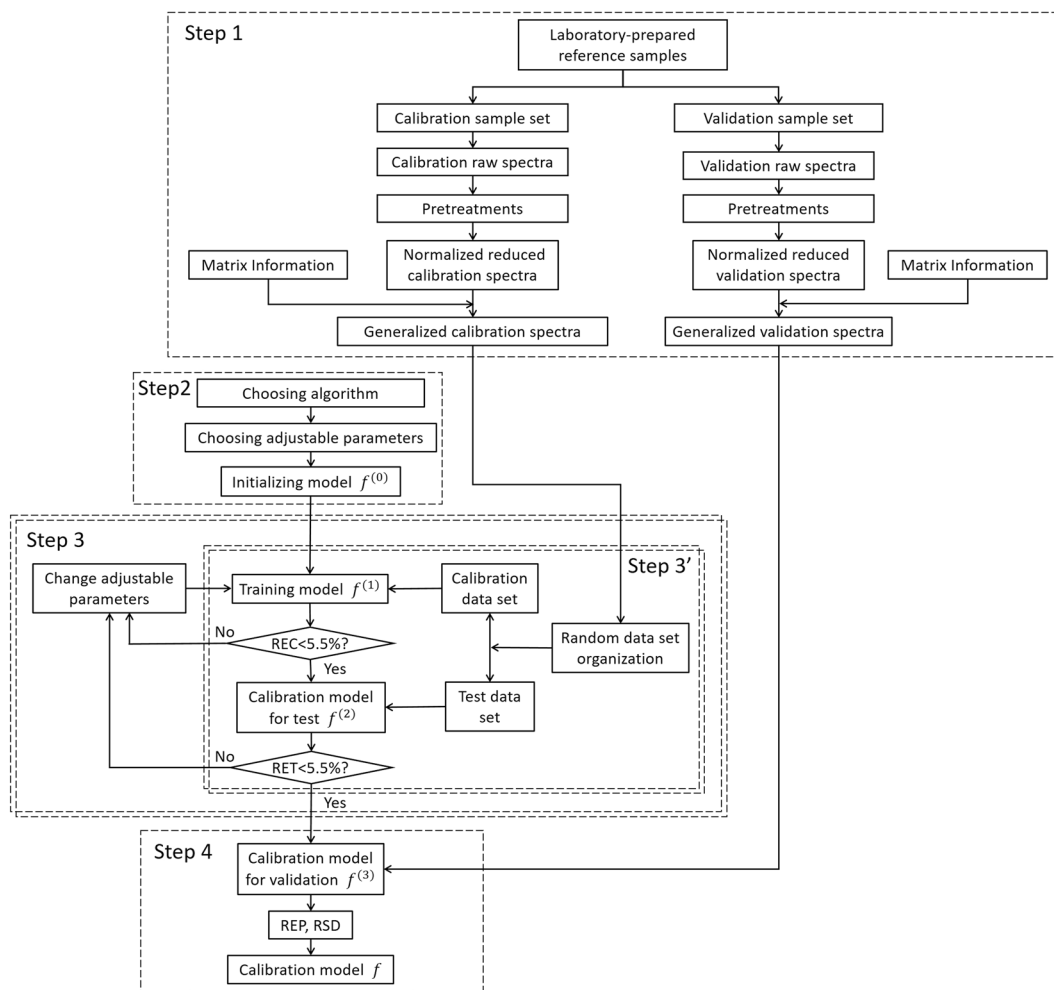 Step 1
Laboratory-prepared
reference samples
Calibration sample set
Validation sample set
Calibration raw spectra
Validation raw spectra
Pretreatments
Pretreatments
Matrix Information
Normalized reduced
calibration spectra
Normalized reduced
validation spectra
Matrix Information
Generalized calibration spectra
Generalized validation spectra
Step2
Choosing algorithm
Choosing adjustable parameters
Initializing model f⁽⁰⁾
Step 3
Step 3’
Change adjustable
parameters
Training model f⁽¹⁾
Calibration
data set
No
REC<5.5%?
Yes
Random data set
organization
Calibration model
for test f⁽²⁾
Test data
set
No
RET<5.5%?
Yes
Step 4
Calibration model
for validation f⁽³⁾
REP, RSD
Calibration model f